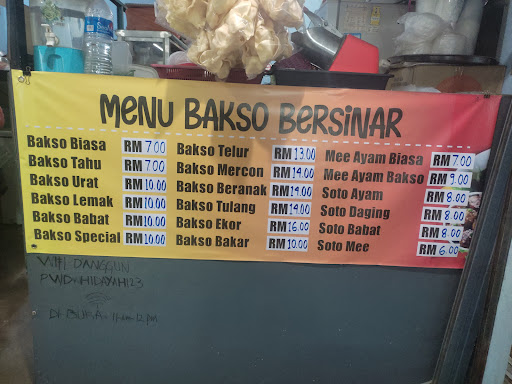 MENU BAKSO BERSINAR
Bakso Biasa RM 7.00
Bakso Tahu RM 7.00
Bakso Urat RM 10.00
Bakso Lemak RM 10.00
Bakso Babat RM 10.00
Bakso Special RM 10.00
Bakso Telur RM 13.00
Bakso Mercon RM 14.00
Bakso Beranak RM 14.00
Bakso Tulang RM 14.00
Bakso Ekor RM 16.00
Bakso Bakar RM 10.00
Mee Ayam Biasa RM 7.00
Mee Ayam Bakso RM 9.00
Soto Ayam RM 8.00
Soto Daging RM 8.00
Soto Babat RM 8.00
Soto Mee RM 6.00